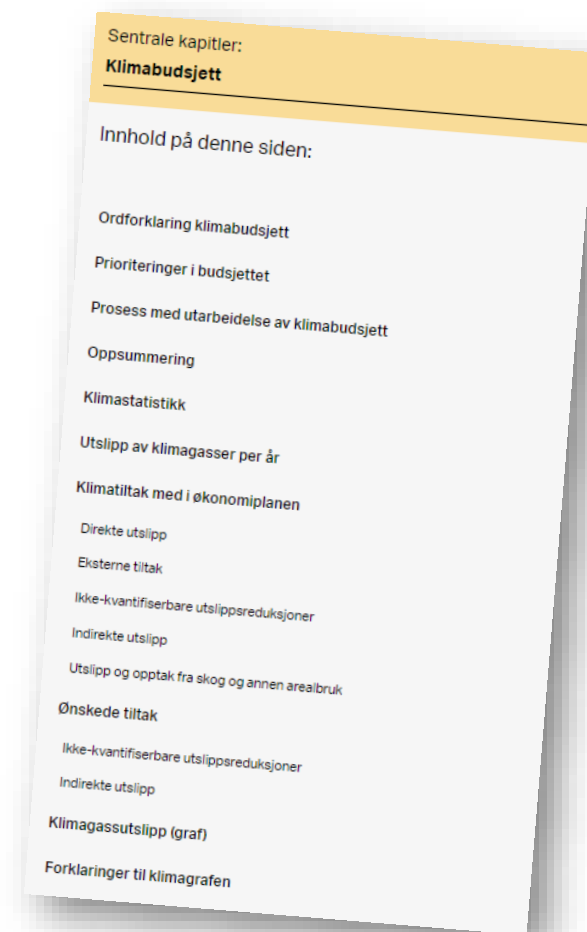 Sentrale kapitler:
Klimabudsjett
Innhold på denne siden:
Ordforklaring klimabudsjett
Prioriteringer i budsjettet
Prosess med utarbeidelse av klimabudsjett
Oppsummering
Klimastatistikk
Utslipp av klimagasser per år
Klimatiltak med i økonomiplanen
Direkte utslipp
Eksterne tiltak
Ikke-kvantifiserbare utslippsreduksjoner
Indirekte utslipp
Utslipp og opptak fra skog og annen arealbruk
Ønskede tiltak
Ikke-kvantifiserbare utslippsreduksjoner
Indirekte utslipp
Klimagassutslipp (graf)
Forklaringer til klimagrafen